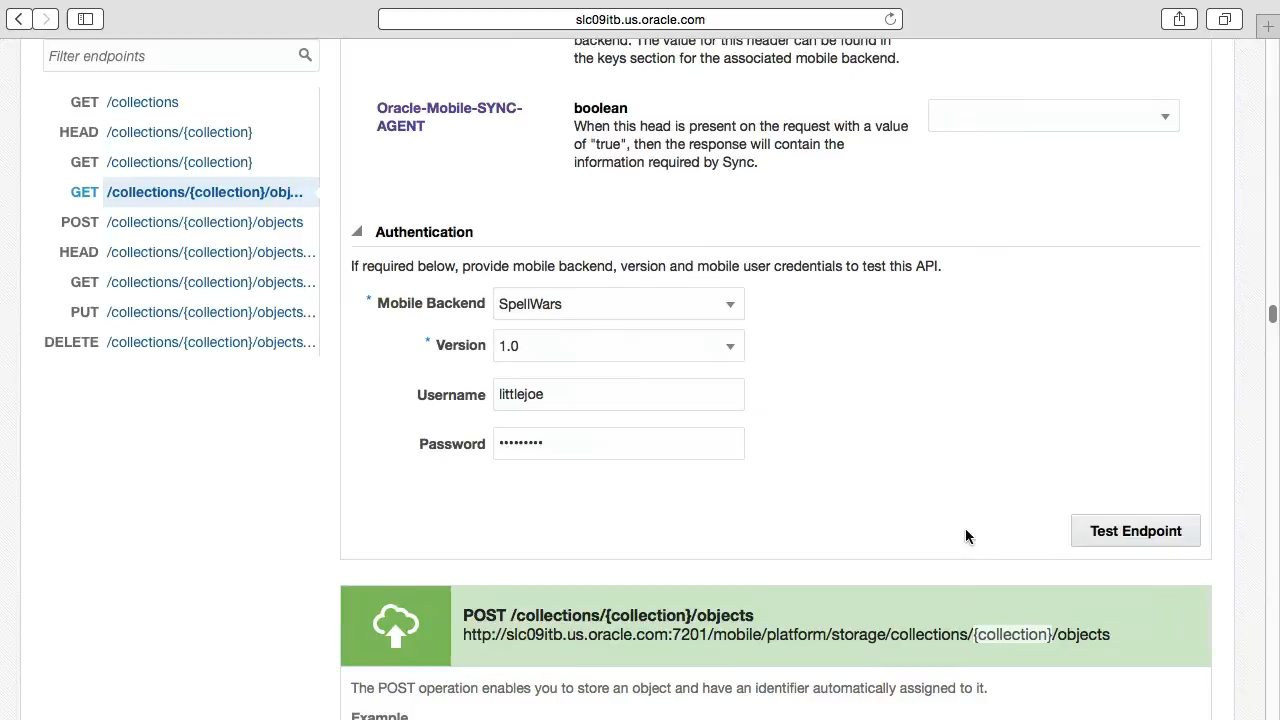 slc09itb.us.oracle.com
Filter endpoints
GET /collections
HEAD /collections/{collection}
GET /collections/{collection}
GET /collections/{collection}/obj...
POST /collections/{collection}/objects
HEAD /collections/{collection}/objects...
GET /collections/{collection}/objects...
PUT /collections/{collection}/objects...
DELETE /collections/{collection}/objects...
backend. The value for this header can be found in
the keys section for the associated mobile backend.
Oracle-Mobile-SYNC-
AGENT
boolean
When this head is present on the request with a value
of "true", then the response will contain the
information required by Sync.
Authentication
If required below, provide mobile backend, version and mobile user credentials to test this API.
* Mobile Backend SpellWars
* Version 1.0
Username littlejoe
Password •••••••••
Test Endpoint
POST /collections/{collection}/objects
http://slc09itb.us.oracle.com:7201/mobile/platform/storage/collections/{collection}/objects
The POST operation enables you to store an object and have an identifier automatically assigned to it.
Example